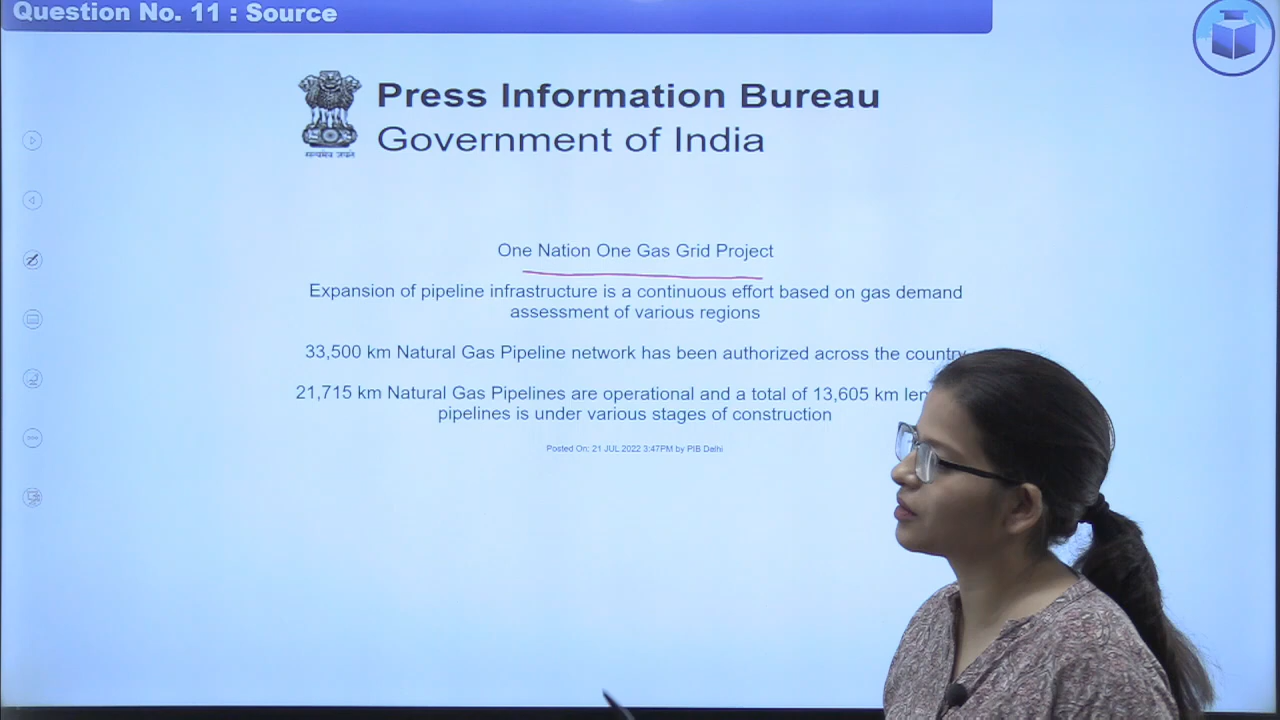 Question No. 11 : Source
Press Information Bureau
Government of India
सत्यमेव जयते
One Nation One Gas Grid Project
Expansion of pipeline infrastructure is a continuous effort based on gas demand
assessment of various regions
33,500 km Natural Gas Pipeline network has been authorized across the country
21,715 km Natural Gas Pipelines are operational and a total of 13,605 km
pipelines is under various stages of construction
Posted On: 21 JUL 2022 3:47PM by PIB Delhi